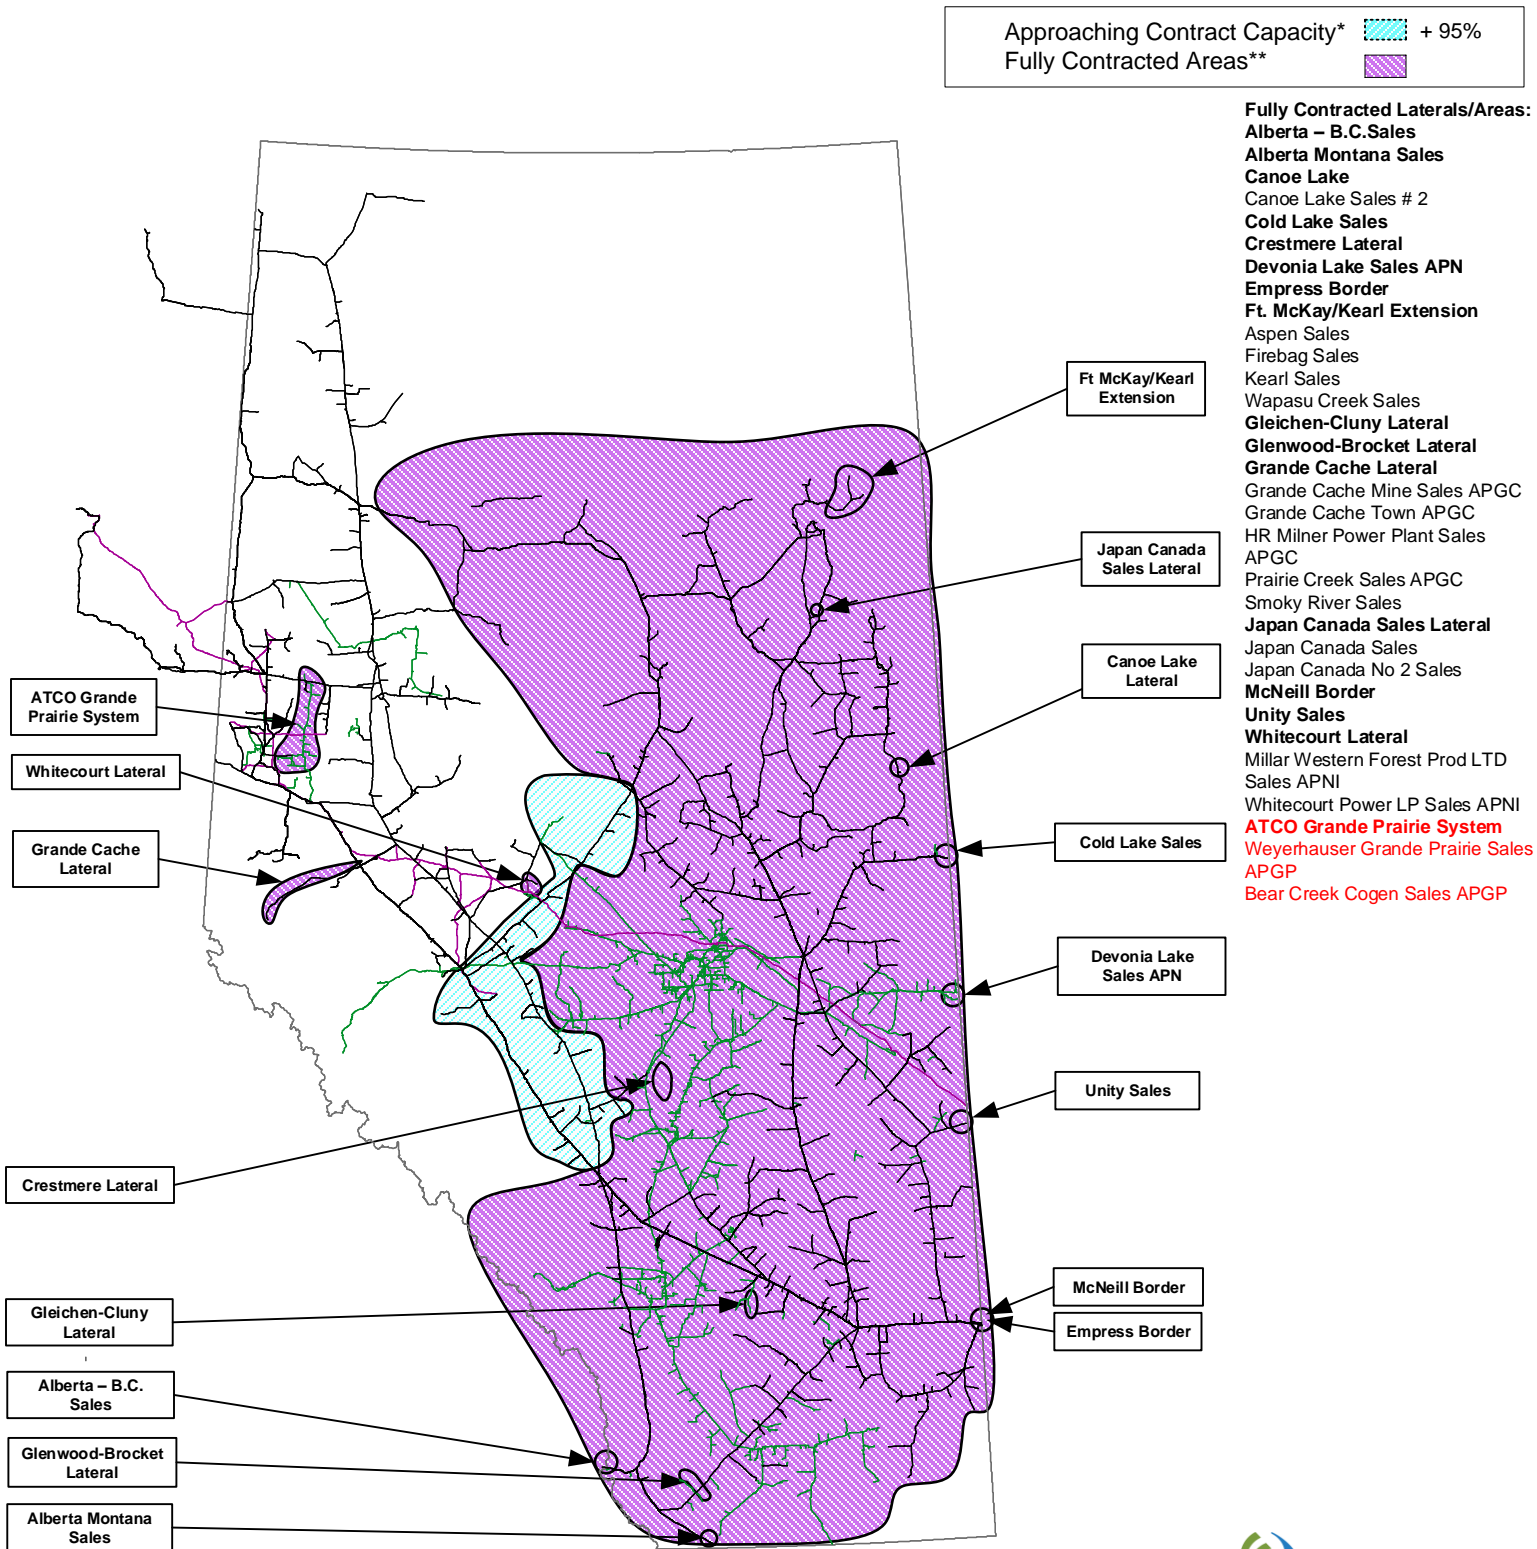 Approaching Contract Capacity* + 95%
Fully Contracted Areas**
Fully Contracted Laterals/Areas:
Alberta – B.C.Sales
Alberta Montana Sales
Canoe Lake
Canoe Lake Sales # 2
Cold Lake Sales
Crestmere Lateral
Devonia Lake Sales APN
Empress Border
Ft. McKay/Kearl Extension
Aspen Sales
Firebag Sales
Kearl Sales
Wapasu Creek Sales
Gleichen-Cluny Lateral
Glenwood-Brocket Lateral
Grande Cache Lateral
Grande Cache Mine Sales APGC
Grande Cache Town APGC
HR Milner Power Plant Sales
APGC
Prairie Creek Sales APGC
Smoky River Sales
Japan Canada Sales Lateral
Japan Canada Sales
Japan Canada No 2 Sales
McNeill Border
Unity Sales
Whitecourt Lateral
Millar Western Forest Prod LTD
Sales APNI
Whitecourt Power LP Sales APNI
ATCO Grande Prairie System
Weyerhauser Grande Prairie Sales
APGP
Bear Creek Cogen Sales APGP
Ft McKay/Kearl
Extension
Japan Canada
Sales Lateral
Canoe Lake
Lateral
Cold Lake Sales
Devonia Lake
Sales APN
Unity Sales
McNeill Border
Empress Border
ATCO Grande
Prairie System
Whitecourt Lateral
Grande Cache
Lateral
Crestmere Lateral
Gleichen-Cluny
Lateral
Alberta – B.C.
Sales
Glenwood-Brocket
Lateral
Alberta Montana
Sales